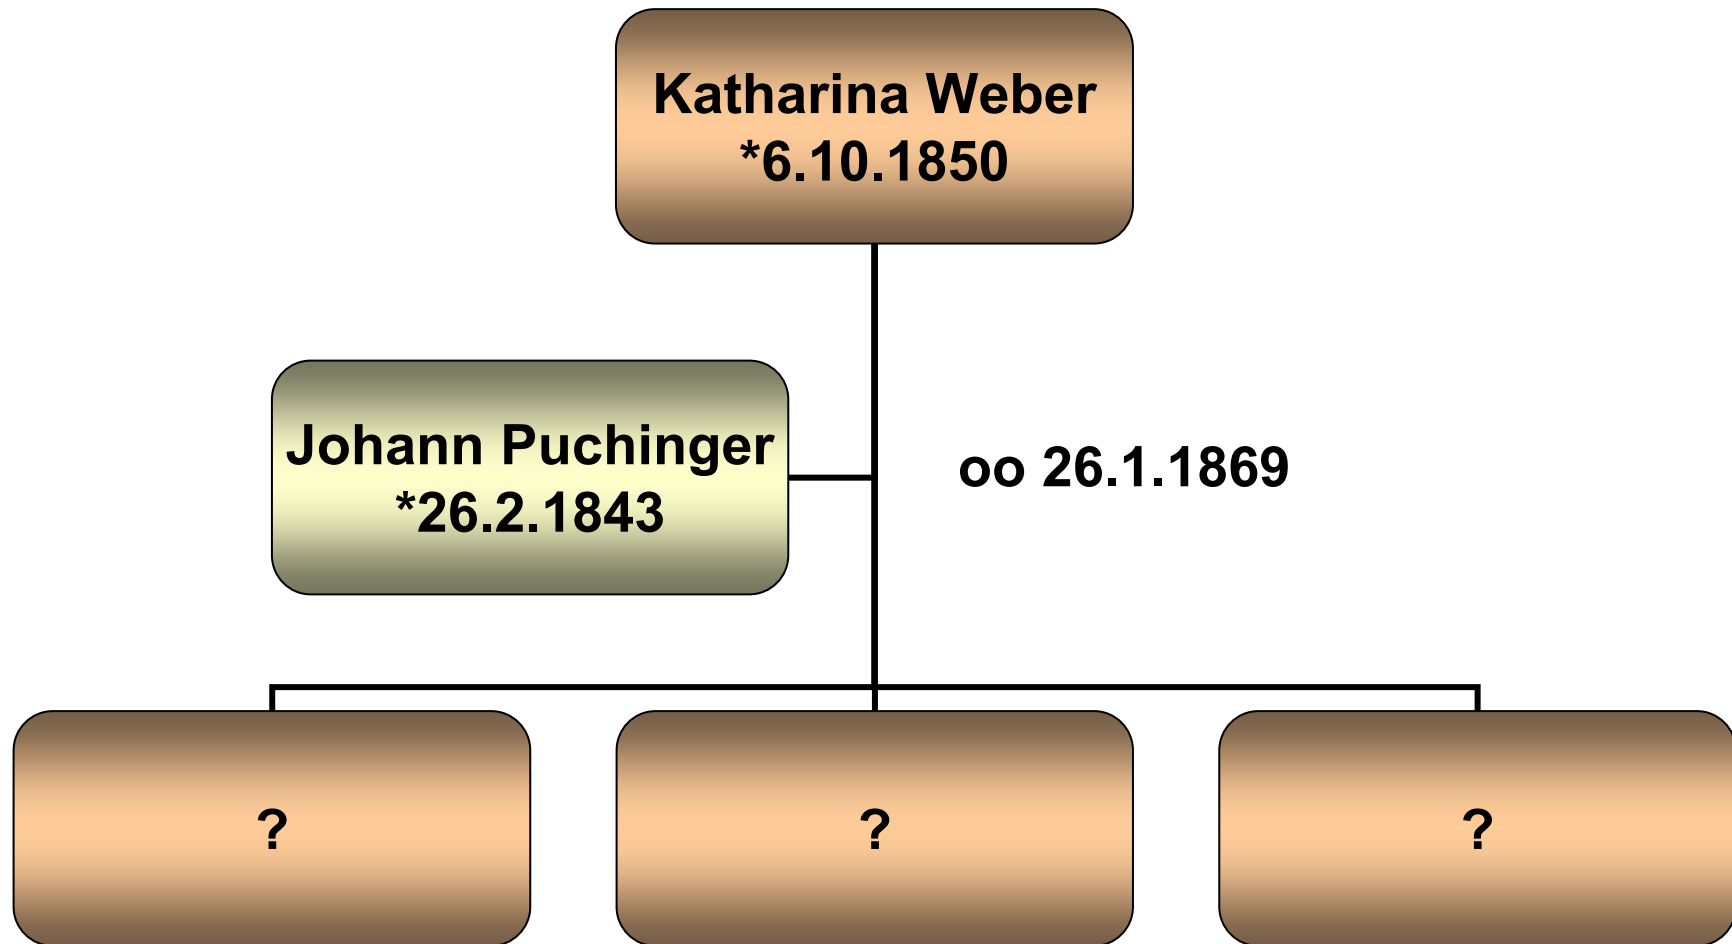 Katharina Weber
*6.10.1850
Johann Puchinger
*26.2.1843
oo 26.1.1869
?
?
?